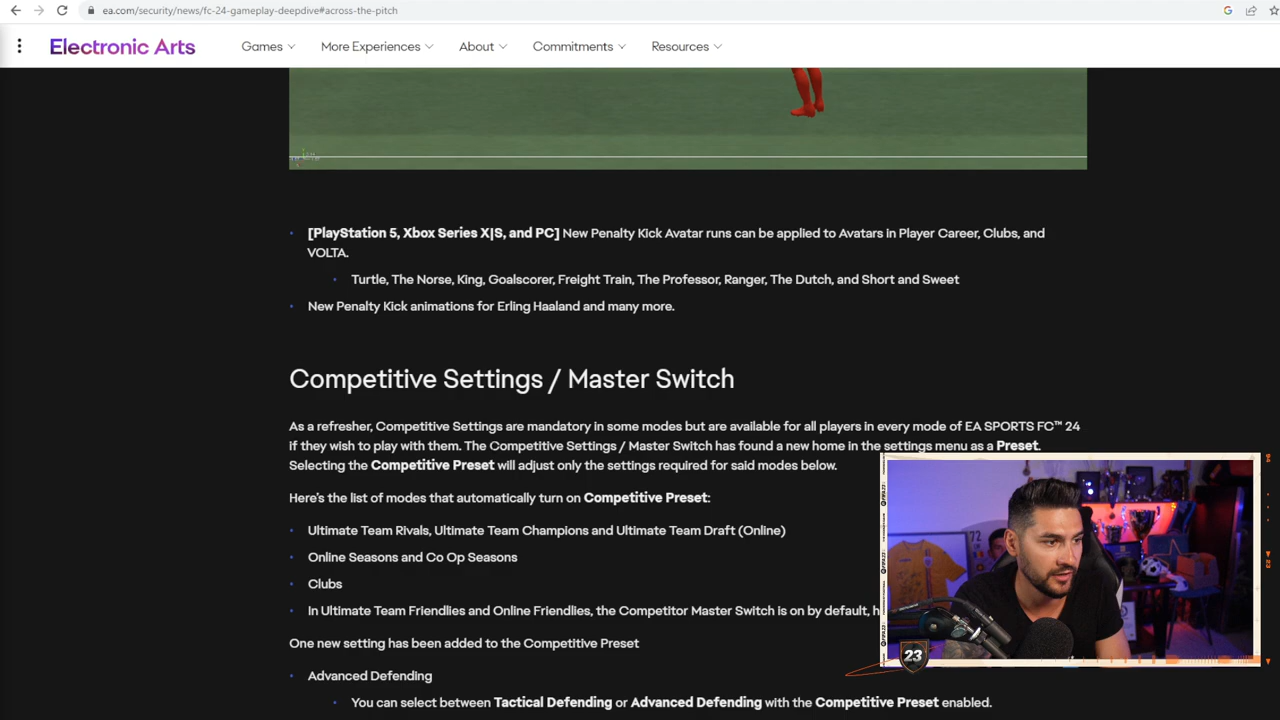 ea.com/security/news/fc-24-gameplay-deepdive#across-the-pitch
Electronic Arts
Games
More Experiences
About
Commitments
Resources
[PlayStation 5, Xbox Series X|S, and PC] New Penalty Kick Avatar runs can be applied to Avatars in Player Career, Clubs, and
VOLTA.
Turtle, The Norse, King, Goalscorer, Freight Train, The Professor, Ranger, The Dutch, and Short and Sweet
New Penalty Kick animations for Erling Haaland and many more.
Competitive Settings / Master Switch
As a refresher, Competitive Settings are mandatory in some modes but are available for all players in every mode of EA SPORTS FC™ 24
if they wish to play with them. The Competitive Settings / Master Switch has found a new home in the settings menu as a Preset.
Selecting the Competitive Preset will adjust only the settings required for said modes below.
Here's the list of modes that automatically turn on Competitive Preset:
Ultimate Team Rivals, Ultimate Team Champions and Ultimate Team Draft (Online)
Online Seasons and Co Op Seasons
Clubs
In Ultimate Team Friendlies and Online Friendlies, the Competitor Master Switch is on by default, h
One new setting has been added to the Competitive Preset
Advanced Defending
You can select between Tactical Defending or Advanced Defending with the Competitive Preset enabled.
72
23